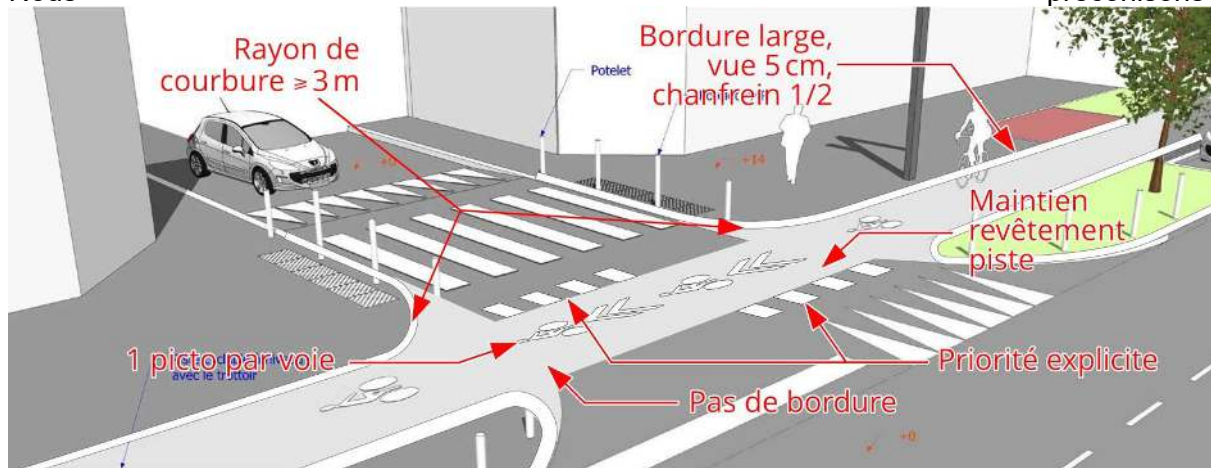 Rayon de
courbure ≥ 3 m
Potelet
Bordure large,
vue 5 cm,
chanfrein 1/2
+0
+14
Maintien
revêtement
piste
1 picto par voie
avec le trottoir
Priorité explicite
Pas de bordure
+0